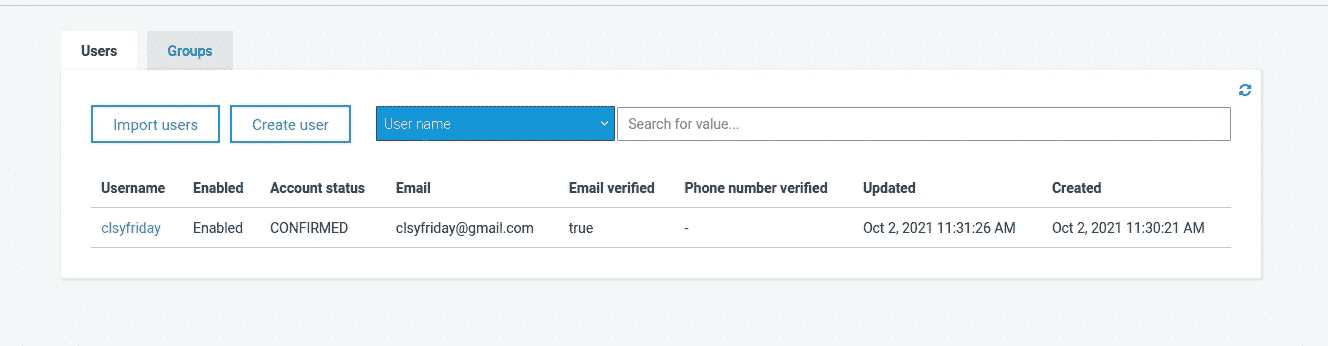 Users Groups
Import users Create user User name Search for value...
Username Enabled Account status Email Email verified Phone number verified Updated Created
clsyfriday Enabled CONFIRMED clsyfriday@gmail.com true - Oct 2, 2021 11:31:26 AM Oct 2, 2021 11:30:21 AM